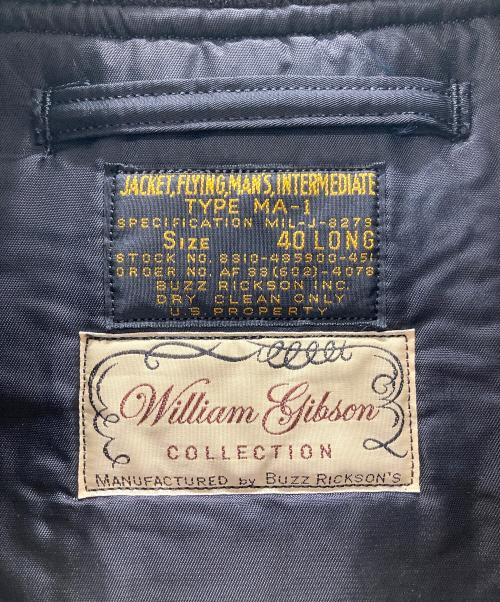 JACKET, FLYING, MAN'S, INTERMEDIATE
TYPE MA-1
SPECIFICATION MIL-J-8279
SIZE 40 LONG
STOCK NO. 8310-485900-451
ORDER NO. AF 33(602)-4078
BUZZ RICKSON INC.
DRY CLEAN ONLY
U.S. PROPERTY
William Gibson
COLLECTION
MANUFACTURED by BUZZ RICKSON'S